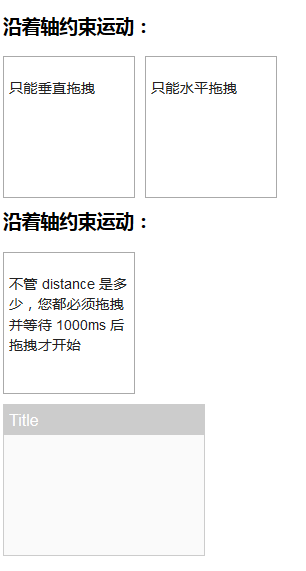 沿着轴约束运动：
只能垂直拖拽
只能水平拖拽
沿着轴约束运动：
不管 distance 是多
少，您都必须拖拽
并等待 1000ms 后
拖拽才开始
Title